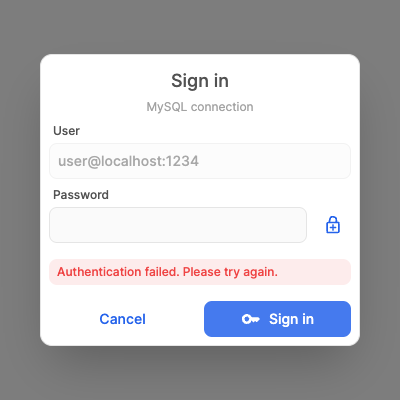 Sign in
MySQL connection
User
user@localhost:1234
Password
Authentication failed. Please try again.
Cancel
Sign in